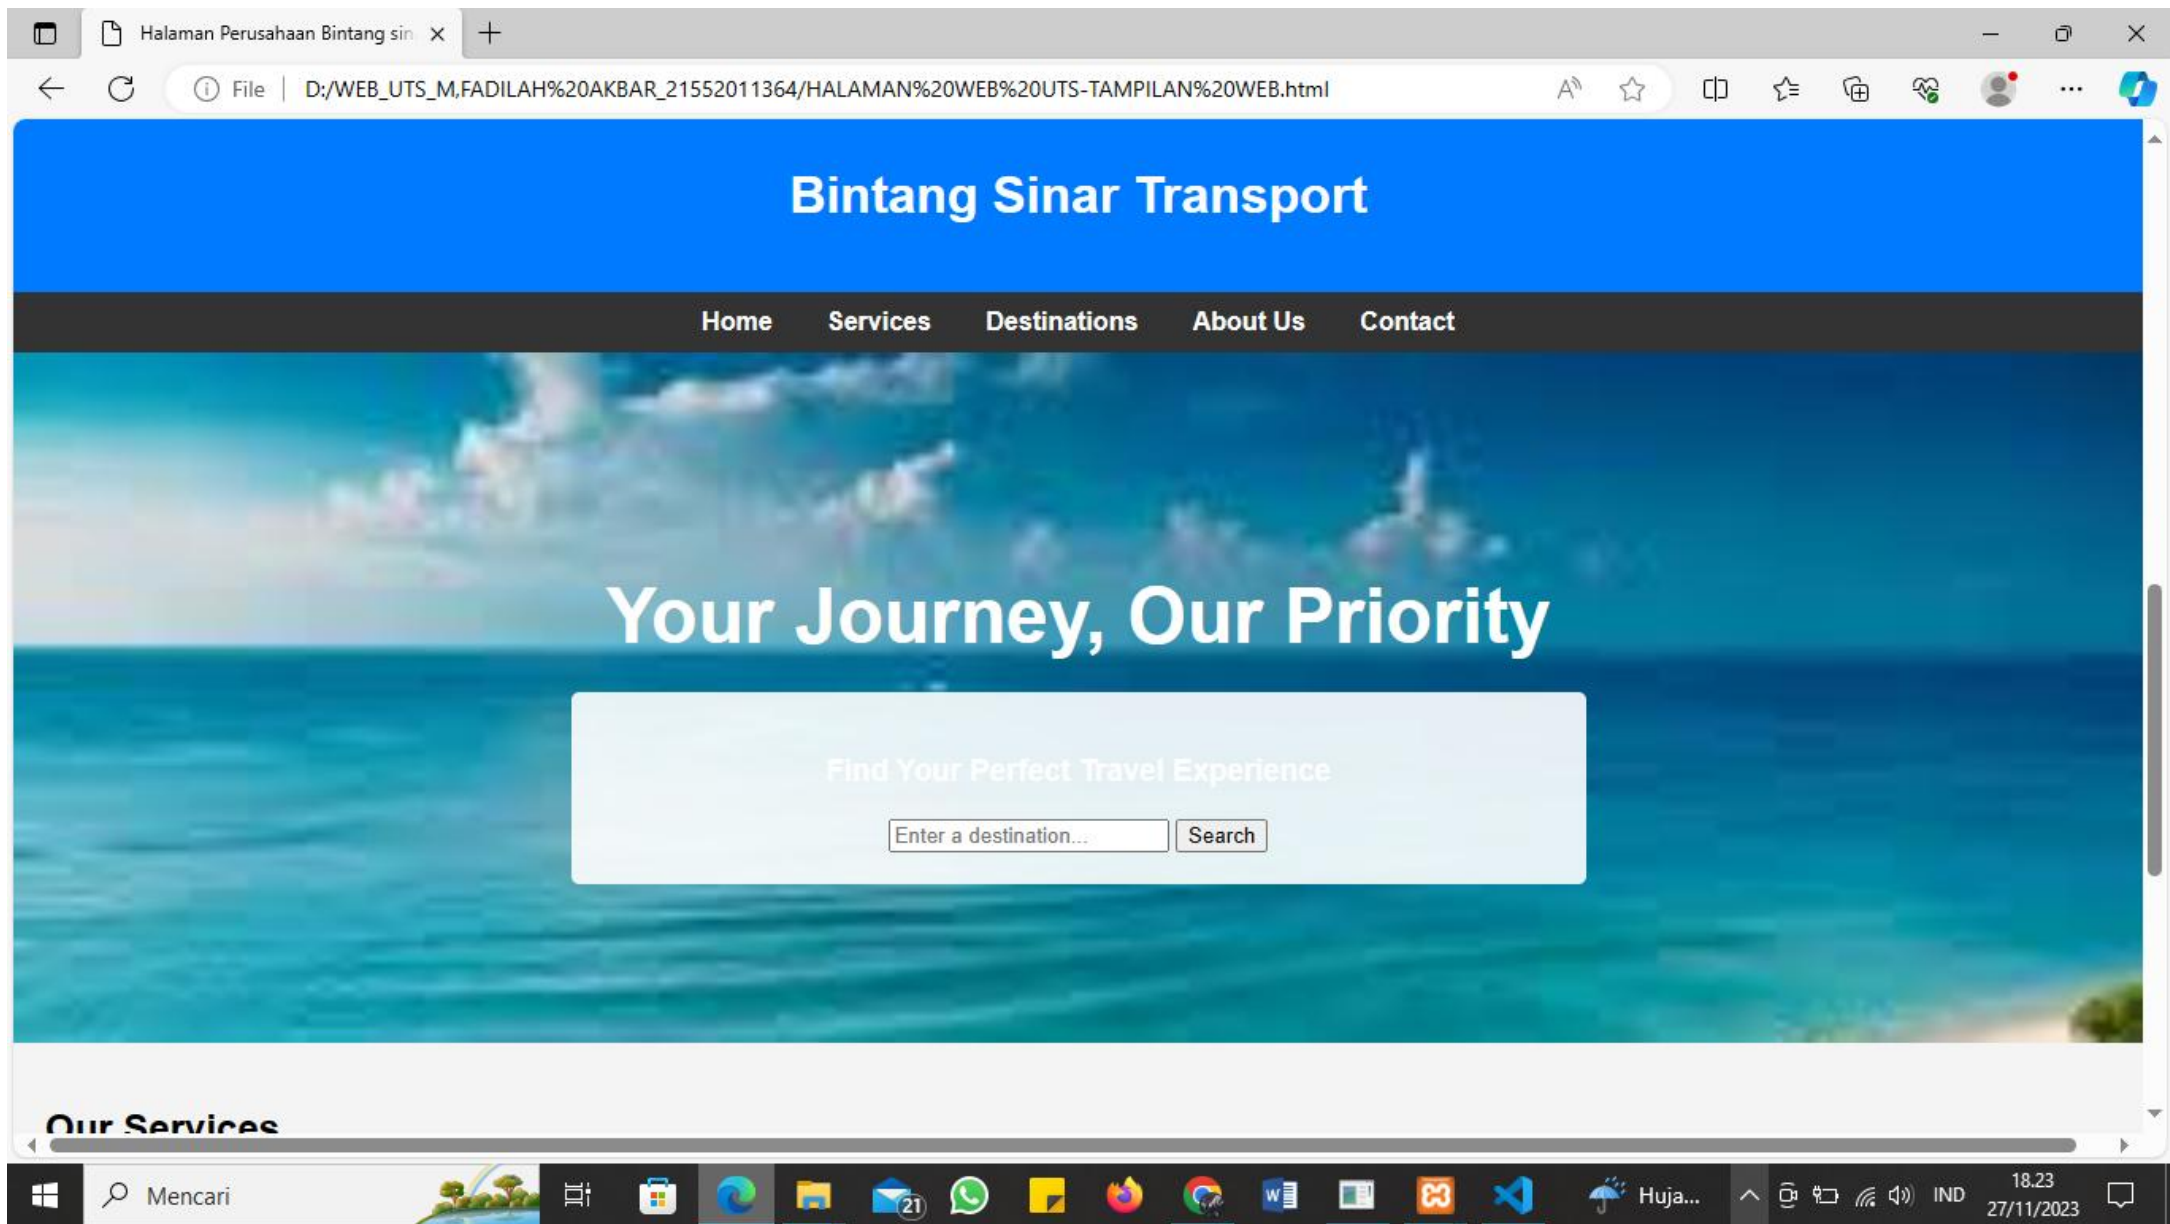 Halaman Perusahaan Bintang sin
File
D:/WEB_UTS_M,FADILAH%20AKBAR_21552011364/HALAMAN%20WEB%20UTS-TAMPILAN%20WEB.html
Bintang Sinar Transport
Home Services Destinations About Us Contact
Your Journey, Our Priority
Find Your Perfect Travel Experience
Enter a destination... Search
Our Services
Mencari
21
Huja...
IND
18.23
27/11/2023